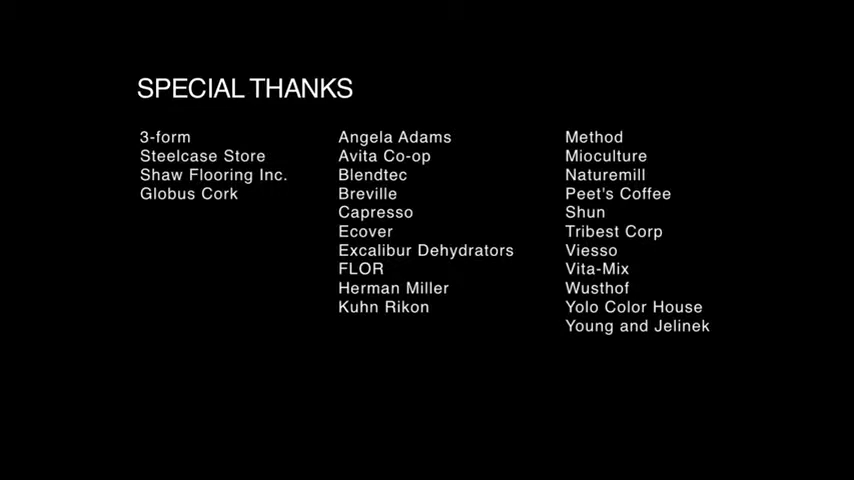 SPECIAL THANKS
3-form
Steelcase Store
Shaw Flooring Inc.
Globus Cork
Angela Adams
Avita Co-op
Blendtec
Breville
Capresso
Ecover
Excalibur Dehydrators
FLOR
Herman Miller
Kuhn Rikon
Method
Mioculture
Naturemill
Peet's Coffee
Shun
Tribest Corp
Viesso
Vita-Mix
Wusthof
Yolo Color House
Young and Jelinek